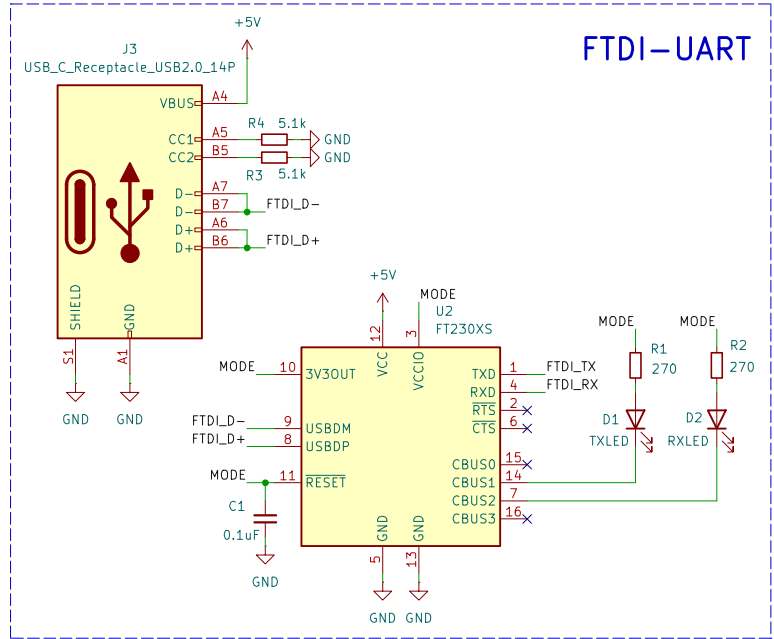 FTDI-UART
+5V
J3
USB_C_Receptacle_USB2.0_14P
VBUS A4
CC1 A5 R4 5.1k GND
CC2 B5 R3 5.1k GND
D- A7
D- B7 FTDI_D-
D+ A6
D+ B6 FTDI_D+
SHIELD GND
S1 A1
GND GND
+5V
MODE
U2
FT230XS
12 3
VCC VCCIO
MODE 10 3V3OUT
FTDI_D- 9 USBDM
FTDI_D+ 8 USBDP
MODE 11 RESET
C1
0.1uF
GND
TXD 1 FTDI_TX
RXD 4 FTDI_RX
RTS 2
CTS 6
CBUS0 15
CBUS1 14
CBUS2 7
CBUS3 16
GND GND
5 13
GND GND
MODE MODE
R1 R2
270 270
D1 D2
TXLED RXLED